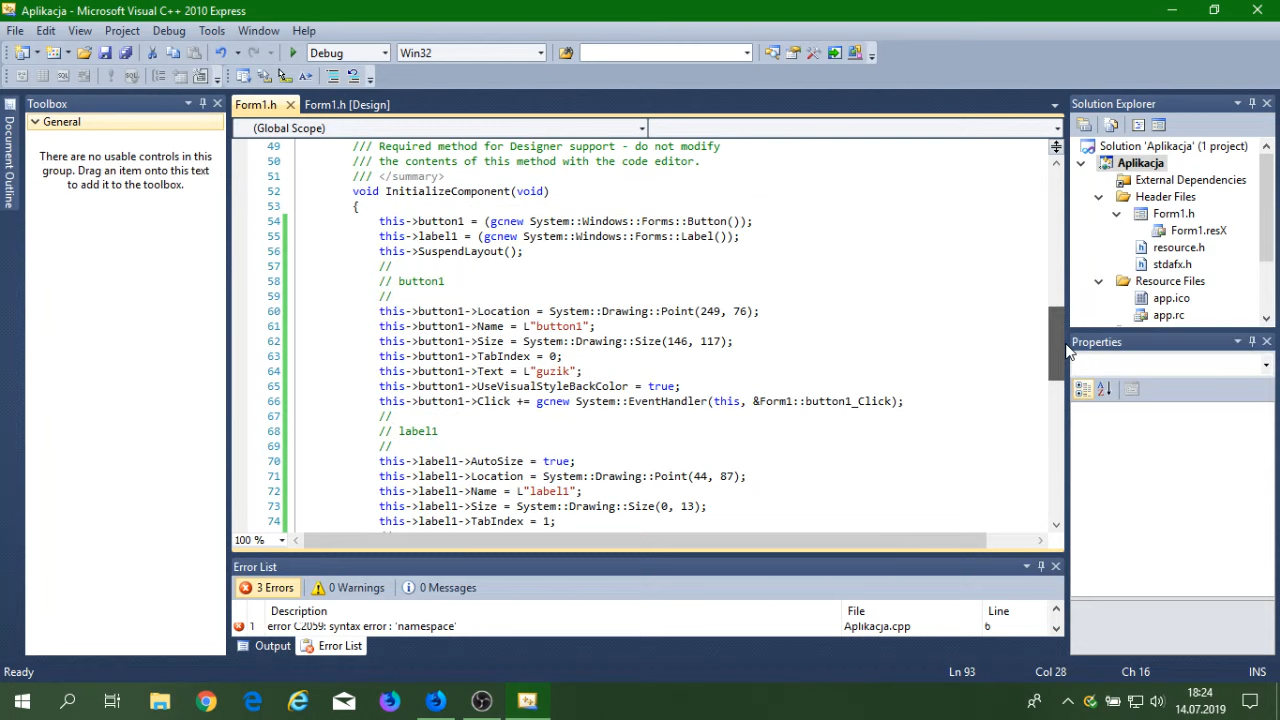 Aplikacja - Microsoft Visual C++ 2010 Express
File Edit View Project Debug Tools Window Help
Debug Win32
Document Outline
Toolbox
General
There are no usable controls in this
group. Drag an item onto this text
to add it to the toolbox.
Form1.h Form1.h [Design]
(Global Scope)
49 /// Required method for Designer support - do not modify
50 /// the contents of this method with the code editor.
51 /// </summary>
52 void InitializeComponent(void)
53 {
54 this->button1 = (gcnew System::Windows::Forms::Button());
55 this->label1 = (gcnew System::Windows::Forms::Label());
56 this->SuspendLayout();
57 //
58 // button1
59 //
60 this->button1->Location = System::Drawing::Point(249, 76);
61 this->button1->Name = L"button1";
62 this->button1->Size = System::Drawing::Size(146, 117);
63 this->button1->TabIndex = 0;
64 this->button1->Text = L"guzik";
65 this->button1->UseVisualStyleBackColor = true;
66 this->button1->Click += gcnew System::EventHandler(this, &Form1::button1_Click);
67 //
68 // label1
69 //
70 this->label1->AutoSize = true;
71 this->label1->Location = System::Drawing::Point(44, 87);
72 this->label1->Name = L"label1";
73 this->label1->Size = System::Drawing::Size(0, 13);
74 this->label1->TabIndex = 1;
100 %
Solution Explorer
Solution 'Aplikacja' (1 project)
Aplikacja
External Dependencies
Header Files
Form1.h
Form1.resX
resource.h
stdafx.h
Resource Files
app.ico
app.rc
Properties
Error List
3 Errors 0 Warnings 0 Messages
Description File Line
1 error C2059: syntax error : 'namespace' Aplikacja.cpp 6
Output Error List
Ready Ln 93 Col 28 Ch 16 INS
18:24
14.07.2019